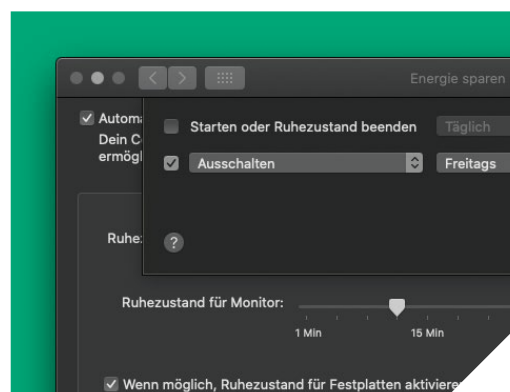 Energie sparen
Automa
Starten oder Ruhezustand beenden Täglich
Dein C
ermögl
Ausschalten Freitags
Ruhe
?
Ruhezustand für Monitor:
1 Min 15 Min
Wenn möglich, Ruhezustand für Festplatten aktiviere